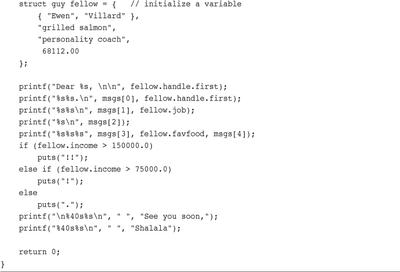 struct guy fellow = {   // initialize a variable
{ "Ewen", "Villard" },
"grilled salmon",
"personality coach",
68112.00
};
printf("Dear %s, \n\n", fellow.handle.first);
printf("%s%s.\n", msgs[0], fellow.handle.first);
printf("%s%s\n", msgs[1], fellow.job);
printf("%s\n", msgs[2]);
printf("%s%s%s", msgs[3], fellow.favfood, msgs[4]);
if (fellow.income > 150000.0)
puts("!!");
else if (fellow.income > 75000.0)
puts("!");
else
puts(".");
printf("\n%40s%s\n", " ", "See you soon,");
printf("%40s%s\n", " ", "Shalala");
return 0;
}